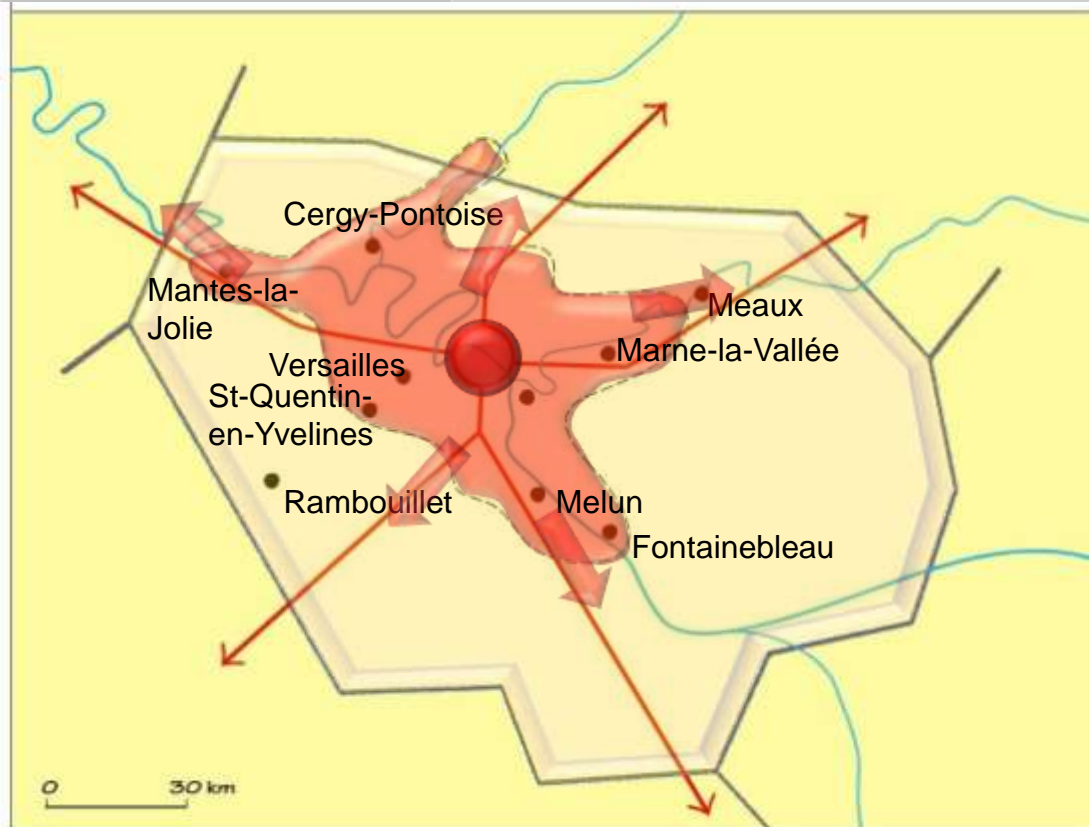 Cergy-Pontoise
Mantes-la-
Jolie
Meaux
Marne-la-Vallée
Versailles
St-Quentin-
en-Yvelines
Rambouillet
Melun
Fontainebleau
0 30 km